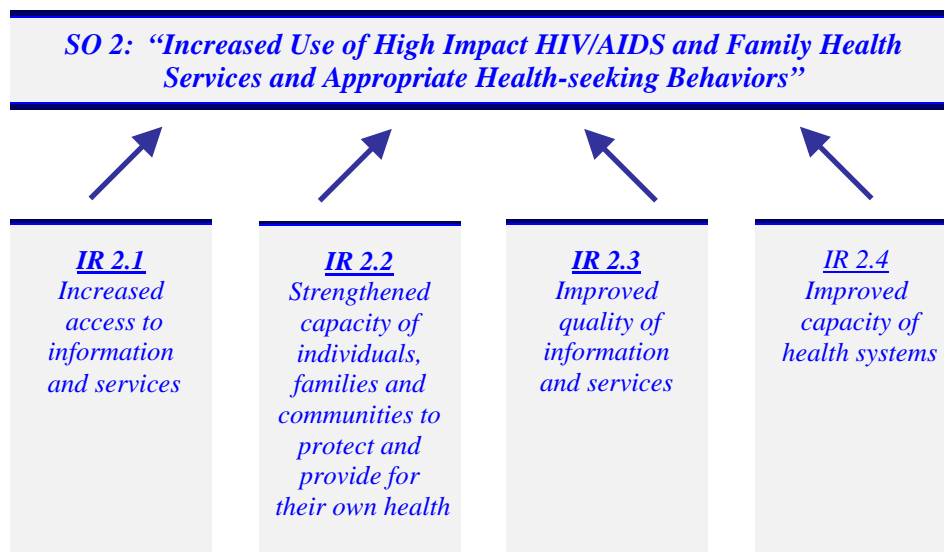 SO 2: “Increased Use of High Impact HIV/AIDS and Family Health
Services and Appropriate Health-seeking Behaviors”
IR 2.1
Increased
access to
information
and services
IR 2.2
Strengthened
capacity of
individuals,
families and
communities to
protect and
provide for
their own health
IR 2.3
Improved
quality of
information
and services
IR 2.4
Improved
capacity of
health systems